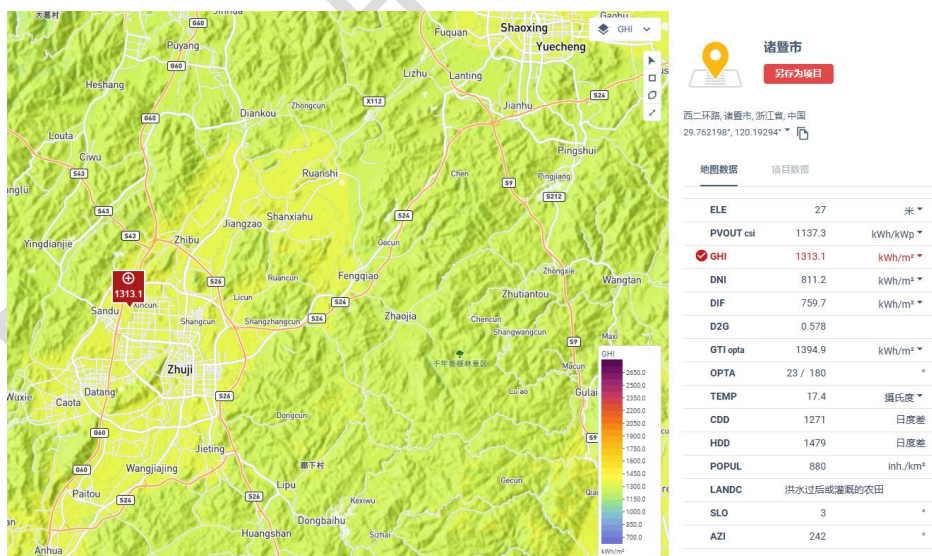 大葛村
G60
Gaobu
Fuquan
Shaoxing
GHI
Puyang
Yuecheng
G60
Lizhu
Lanting
Heshang
X112
S24
Zhongcun
Diankou
Jianhu
G60
Louta
Pingshui
Ciwu
Ruanshi
Chen
Pingjiang
S43
S9
S212
S43
Shanxiahu
S24
Jiangzao
S43
Zhibu
Gecun
Yingdianjie
Zhongxie
Fengqiao
Wangtan
S26
Ruancun
1313.1
Licun
Zhutiantou
Xincun
S24
Sandu
Shangcun
Shangzhangcun
S24
Zhaojia
Chencun
Shangwangcun
S9
Maxi
千年香榧林景区
Macun
Zhuji
Datang
S26
Lu'ao
Gulai
Wuxie
Caota
Dongcun
G60
S9
Jieting
G60
Wangjiajing
廊下村
Lipu
Gecun
Paitou
S24
S26
Kexiwu
Dongbaihu
Huangshan
Sizhai
Anhua
GHI
2650.0
2500.0
2350.0
2200.0
2050.0
1900.0
1750.0
1600.0
1450.0
1300.0
1150.0
1000.0
850.0
700.0
kWh/m²
诸暨市
另存为项目
西二环路, 诸暨市, 浙江省, 中国
29.762198°, 120.19294°
地图数据 项目数据
ELE 27 米
PVOUT csi 1137.3 kWh/kWp
GHI 1313.1 kWh/m²
DNI 811.2 kWh/m²
DIF 759.7 kWh/m²
D2G 0.578
GTI opta 1394.9 kWh/m²
OPTA 23 / 180 °
TEMP 17.4 摄氏度
CDD 1271 日度差
HDD 1479 日度差
POPUL 880 inh./km²
LANDC 洪水过后或灌溉的农田
SLO 3 °
AZI 242 °